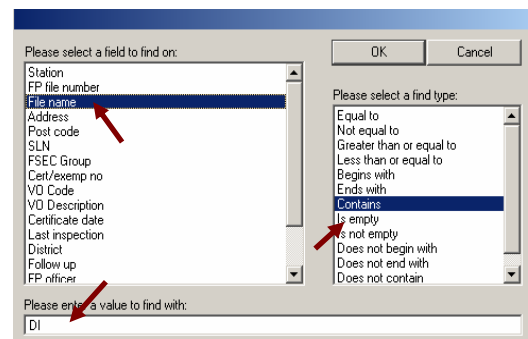 Please select a field to find on:
Station
FP file number
File name
Address
Post code
SLN
FSEC Group
Cert/exemp no
VO Code
VO Description
Certificate date
Last inspection
District
Follow up
FP officer
OK
Cancel
Please select a find type:
Equal to
Not equal to
Greater than or equal to
Less than or equal to
Begins with
Ends with
Contains
Is empty
Is not empty
Does not begin with
Does not end with
Does not contain
Please enter a value to find with:
DI